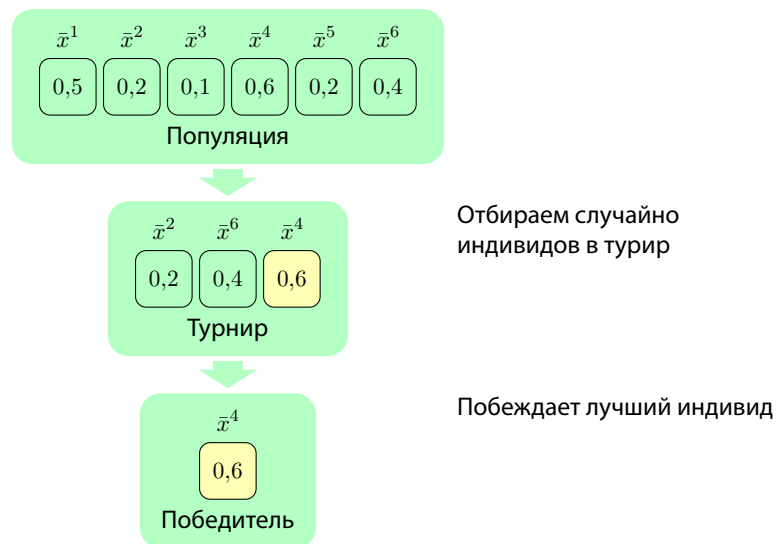 x̄¹ x̄² x̄³ x̄⁴ x̄⁵ x̄⁶
0,5 0,2 0,1 0,6 0,2 0,4
Популяция
Отбираем случайно
индивидов в турир
x̄² x̄⁶ x̄⁴
0,2 0,4 0,6
Турнир
Побеждает лучший индивид
x̄⁴
0,6
Победитель